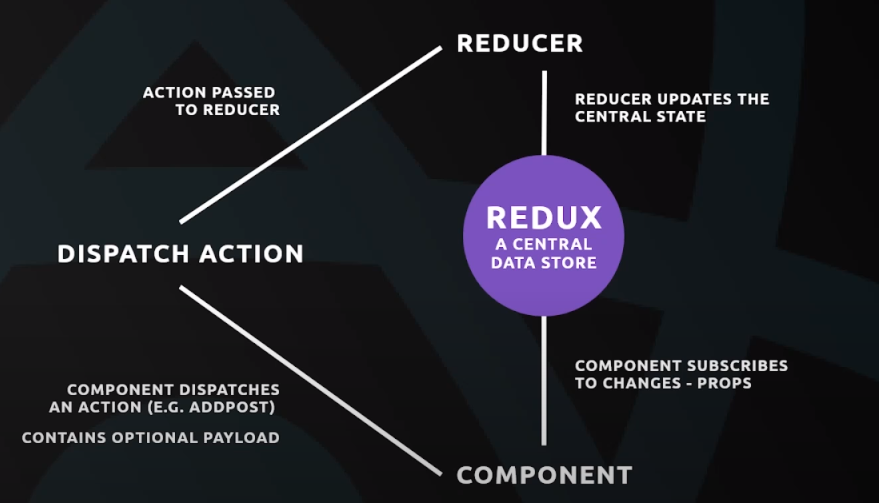 REDUCER
ACTION PASSED
TO REDUCER
REDUCER UPDATES THE
CENTRAL STATE
REDUX
A CENTRAL
DATA STORE
DISPATCH ACTION
COMPONENT SUBSCRIBES
TO CHANGES - PROPS
COMPONENT DISPATCHES
AN ACTION (E.G. ADDPOST)
CONTAINS OPTIONAL PAYLOAD
COMPONENT